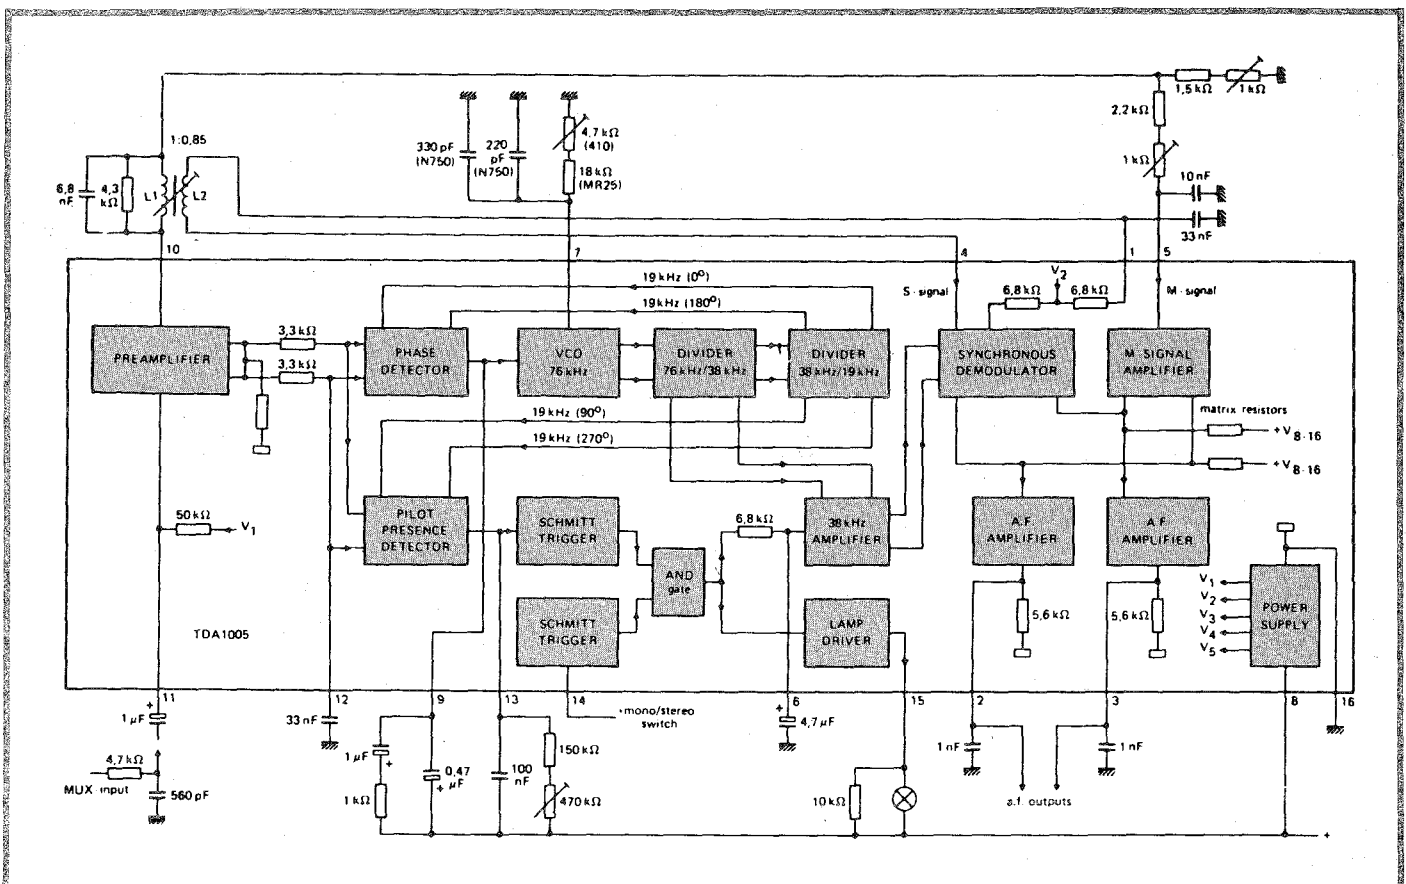 1,5 kΩ
1 kΩ
2,2 kΩ
1:0,85
330 pF
(N750)
220
pF
(N750)
4,7 kΩ
(410)
18 kΩ
(MR25)
1 kΩ
10 nF
6,8
nF
4,3
kΩ
L1
L2
33 nF
10
7
4
1
5
19 kHz (0°)
V2
S - signal
6,8 kΩ
6,8 kΩ
M - signal
19 kHz (180°)
3,3 kΩ
3,3 kΩ
PREAMPLIFIER
PHASE
DETECTOR
VCO
76 kHz
DIVIDER
76 kHz/38 kHz
DIVIDER
38 kHz/19 kHz
SYNCHRONOUS
DEMODULATOR
M SIGNAL
AMPLIFIER
19 kHz (90°)
19 kHz (270°)
matrix resistors
+V8-16
+V8-16
50 kΩ
V1
PILOT
PRESENCE
DETECTOR
SCHMITT
TRIGGER
6,8 kΩ
38 kHz
AMPLIFIER
A.F
AMPLIFIER
A.F
AMPLIFIER
AND
gate
TDA1005
SCHMITT
TRIGGER
LAMP
DRIVER
5,6 kΩ
5,6 kΩ
V1
V2
V3
V4
V5
POWER
SUPPLY
11
12
9
13
14
6
15
2
3
8
16
+
1 µF
33 nF
mono/stereo
switch
+
4,7 µF
1 µF
+
0,47
µF
+
100
nF
150 kΩ
470 kΩ
1 nF
1 nF
4,7 kΩ
MUX - input
560 pF
1 kΩ
10 kΩ
a.f. outputs
+